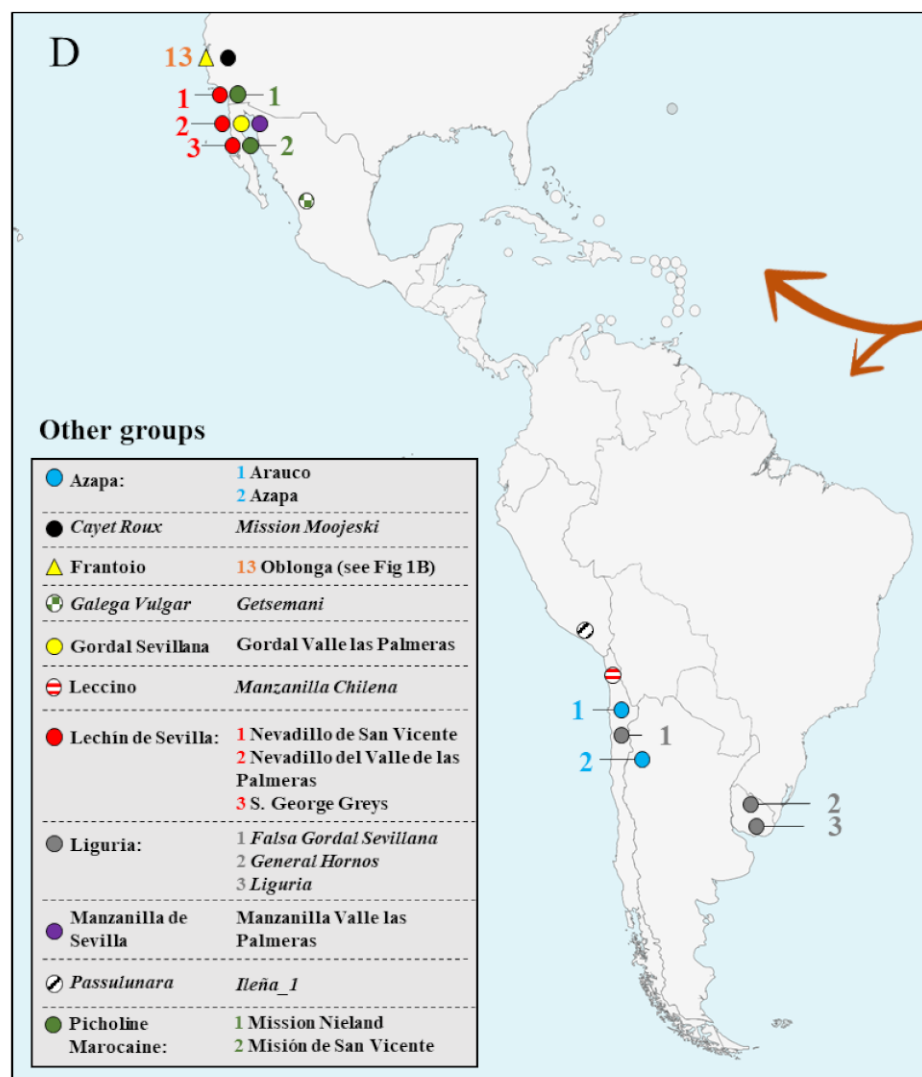 D
13
1
1
2
3
2
1
1
2
2
3
Other groups
Azapa: 1 Arauco
2 Azapa
Cayet Roux Mission Moojeski
Frantoio 13 Oblonga (see Fig 1B)
Galega Vulgar Getsemani
Gordal Sevillana Gordal Valle las Palmeras
Leccino Manzanilla Chilena
Lechín de Sevilla: 1 Nevadillo de San Vicente
2 Nevadillo del Valle de las
Palmeras
3 S. George Greys
Liguria: 1 Falsa Gordal Sevillana
2 General Hornos
3 Liguria
Manzanilla de Manzanilla Valle las
Sevilla Palmeras
Passulunara Ileña_1
Picholine 1 Mission Nieland
Marocaine: 2 Misión de San Vicente